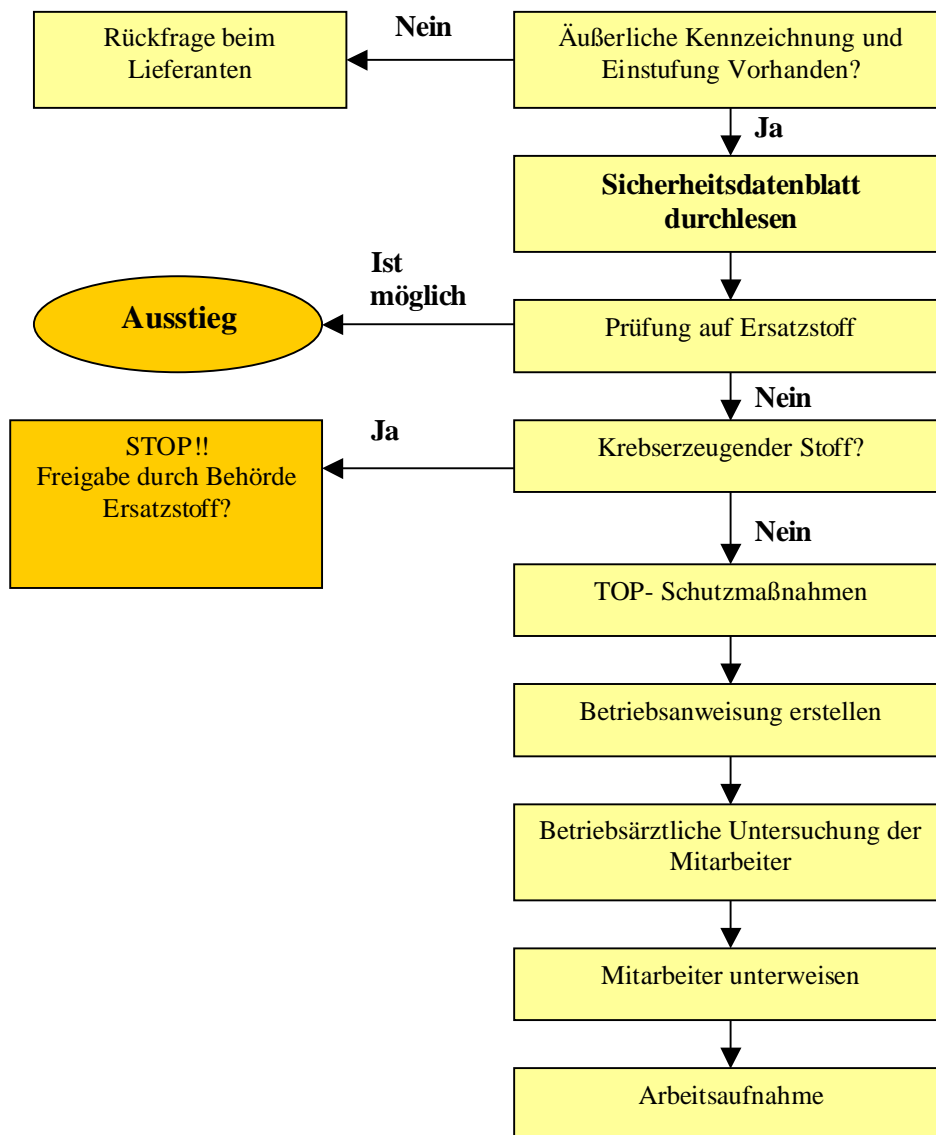 Äußerliche Kennzeichnung und
Einstufung Vorhanden?
Nein
Rückfrage beim
Lieferanten
Ja
Sicherheitsdatenblatt
durchlesen
Prüfung auf Ersatzstoff
Ist
möglich
Ausstieg
Nein
Krebserzeugender Stoff?
Ja
STOP!!
Freigabe durch Behörde
Ersatzstoff?
Nein
TOP- Schutzmaßnahmen
Betriebsanweisung erstellen
Betriebsärztliche Untersuchung der
Mitarbeiter
Mitarbeiter unterweisen
Arbeitsaufnahme